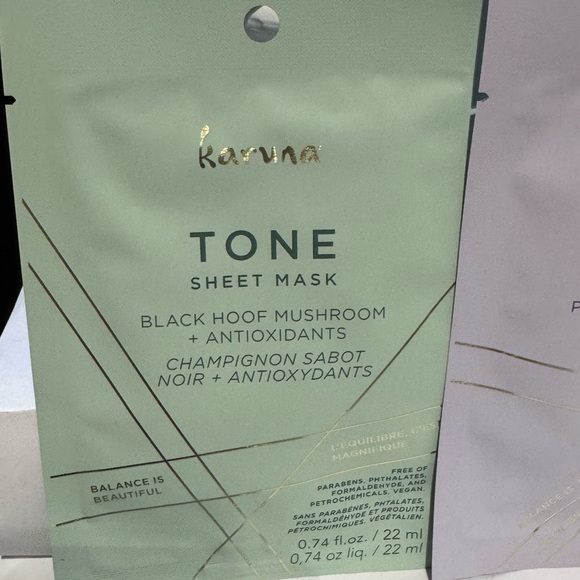 karuna
TONE
SHEET MASK
BLACK HOOF MUSHROOM
+ ANTIOXIDANTS
CHAMPIGNON SABOT
NOIR + ANTIOXYDANTS
L'ÉQUILIBRE, C'ES
MAGNIFIQUE
BALANCE IS
BEAUTIFUL
FREE OF
PARABENS, PHTHALATES,
FORMALDEHYDE, AND
PETROCHEMICALS. VEGAN.
SANS PARABÈNES, PHTALATES,
FORMALDÉHYDE ET PRODUITS
PÉTROCHIMIQUES. VÉGÉTALIEN.
0.74 fl.oz. / 22 ml
0,74 oz liq. / 22 ml
P